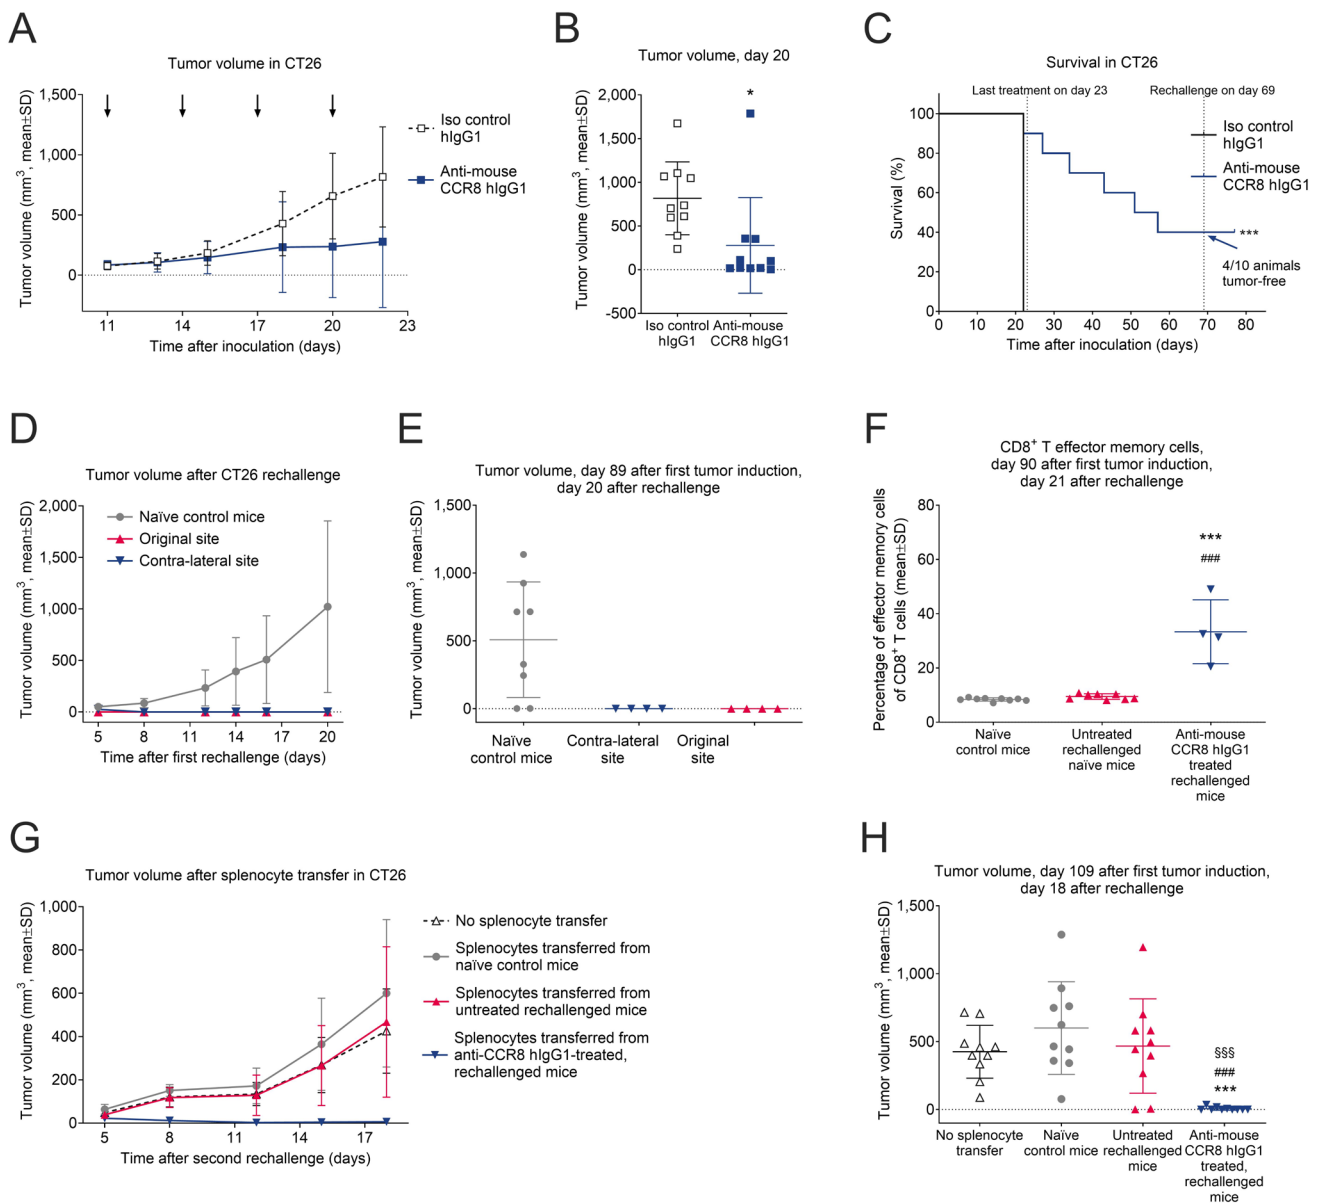 A
Tumor volume in CT26
Tumor volume (mm3, mean±SD)
1,500
1,000
500
0
11
14
17
20
23
Time after inoculation (days)
Iso control
hIgG1
Anti-mouse
CCR8 hIgG1
B
Tumor volume, day 20
Tumor volume (mm3, mean±SD)
2,000
1,500
1,000
500
0
-500
*
Iso control
hIgG1
Anti-mouse
CCR8 hIgG1
C
Survival in CT26
Last treatment on day 23
Rechallenge on day 69
Survival (%)
100
80
60
40
20
0
0
10
20
30
40
50
60
70
80
Time after inoculation (days)
Iso control
hIgG1
Anti-mouse
CCR8 hIgG1
***
4/10 animals
tumor-free
D
Tumor volume after CT26 rechallenge
Tumor volume (mm3, mean±SD)
2,000
1,500
1,000
500
0
Naïve control mice
Original site
Contra-lateral site
5
8
11
14
17
20
Time after first rechallenge (days)
E
Tumor volume, day 89 after first tumor induction,
day 20 after rechallenge
Tumor volume (mm3, mean±SD)
1,500
1,000
500
0
Naïve
control mice
Contra-lateral
site
Original
site
F
CD8+ T effector memory cells,
day 90 after first tumor induction,
day 21 after rechallenge
Percentage of effector memory cells
of CD8+ T cells (mean±SD)
80
60
40
20
0
***
###
Naïve
control mice
Untreated
rechallenged
naïve mice
Anti-mouse
CCR8 hIgG1
treated
rechallenged
mice
G
Tumor volume after splenocyte transfer in CT26
Tumor volume (mm3, mean±SD)
1,000
800
600
400
200
0
5
8
11
14
17
Time after second rechallenge (days)
No splenocyte transfer
Splenocytes transferred from
naïve control mice
Splenocytes transferred from
untreated rechallenged mice
Splenocytes transferred from
anti-CCR8 hIgG1-treated,
rechallenged mice
H
Tumor volume, day 109 after first tumor induction,
day 18 after rechallenge
Tumor volume (mm3, mean±SD)
1,500
1,000
500
0
§§§
###
***
No splenocyte
transfer
Naïve
control mice
Untreated
rechallenged
mice
Anti-mouse
CCR8 hIgG1
treated,
rechallenged
mice